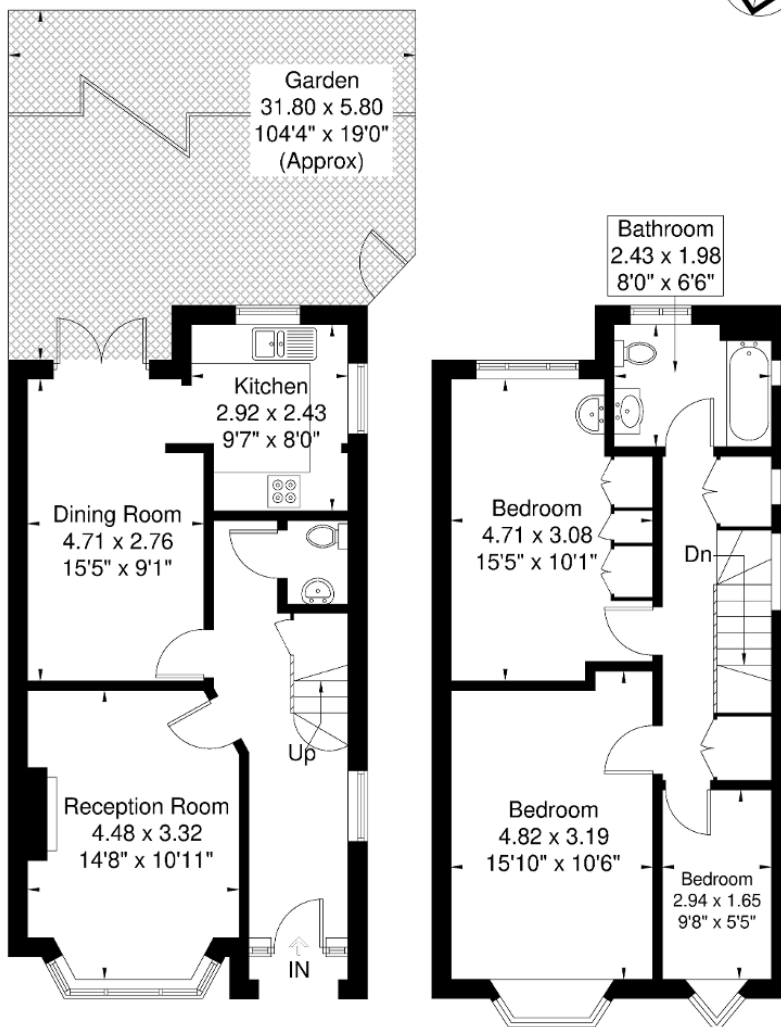 Garden
31.80 x 5.80
104'4" x 19'0"
(Approx)
Kitchen
2.92 x 2.43
9'7" x 8'0"
Dining Room
4.71 x 2.76
15'5" x 9'1"
Up
Reception Room
4.48 x 3.32
14'8" x 10'11"
IN
Bathroom
2.43 x 1.98
8'0" x 6'6"
Bedroom
4.71 x 3.08
15'5" x 10'1"
Dn
Bedroom
4.82 x 3.19
15'10" x 10'6"
Bedroom
2.94 x 1.65
9'8" x 5'5"